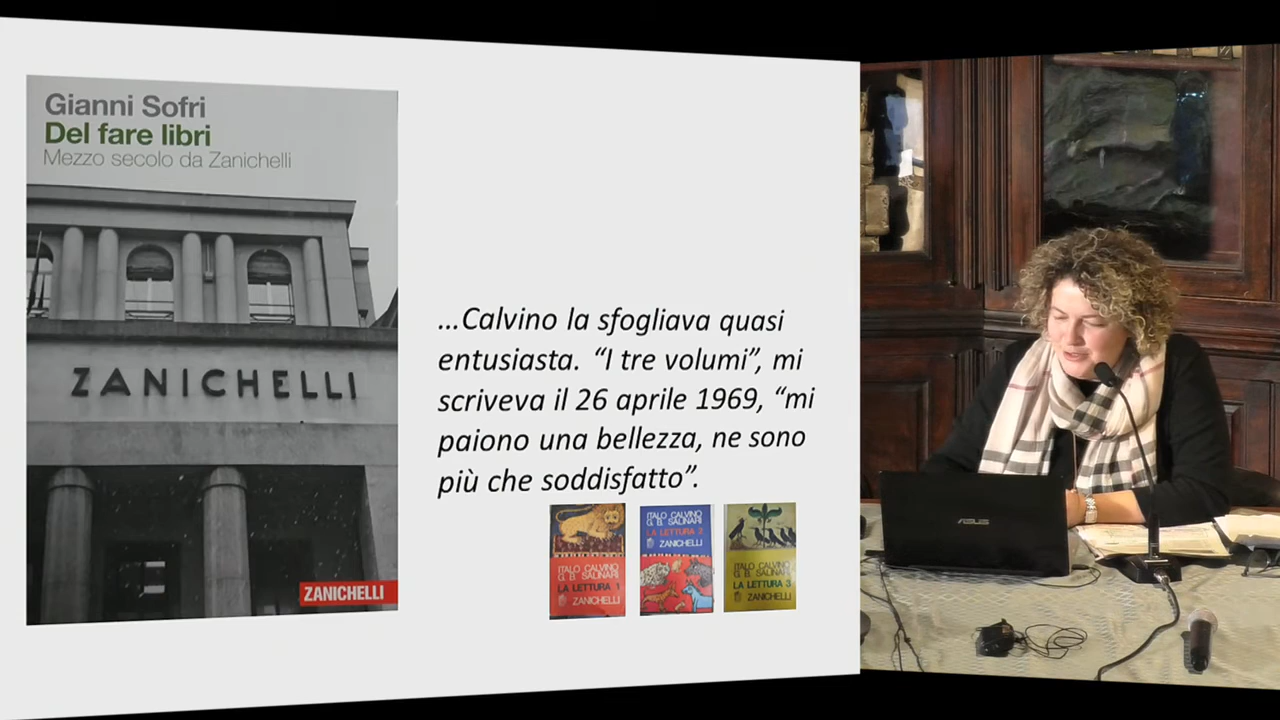 Gianni Sofri
Del fare libri
Mezzo secolo da Zanichelli
ZANICHELLI
ZANICHELLI
...Calvino la sfogliava quasi
entusiasta. “I tre volumi”, mi
scriveva il 26 aprile 1969, “mi
paiono una bellezza, ne sono
più che soddisfatto”.
ITALO CALVINO
G. B. SALINARI
LA LETTURA 1
ZANICHELLI
ITALO CALVINO
G. B. SALINARI
LA LETTURA 2
ZANICHELLI
ITALO CALVINO
G. B. SALINARI
LA LETTURA 3
ZANICHELLI
ASUS